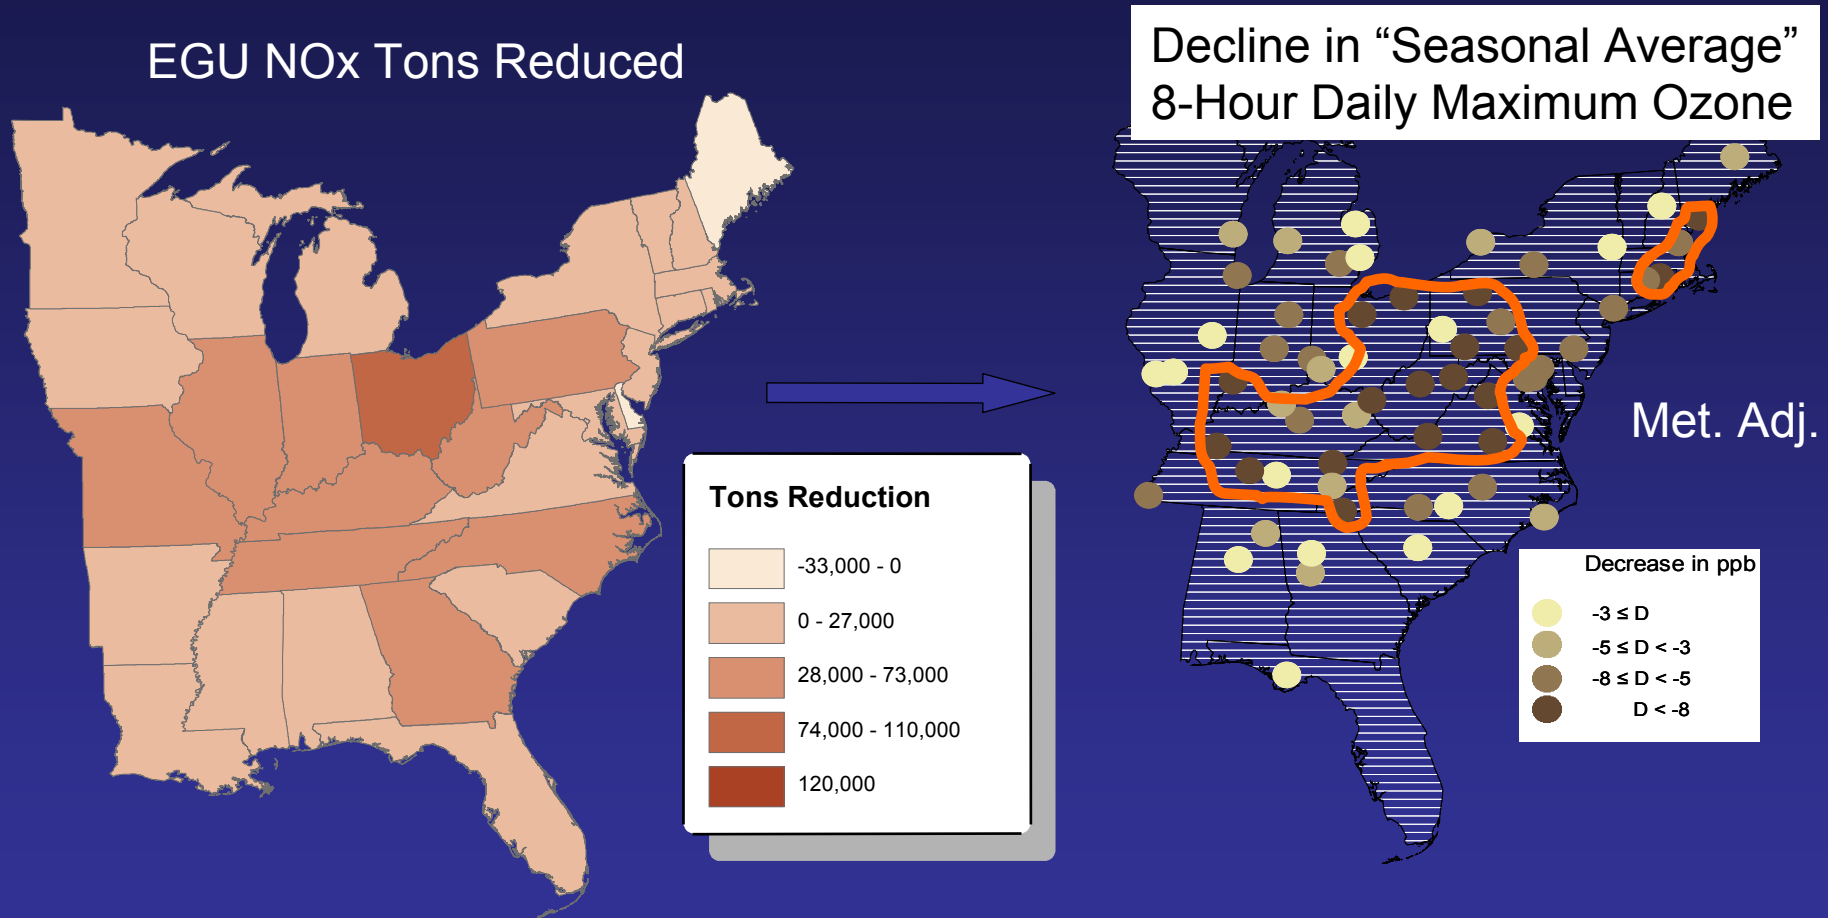 EGU NOx Tons Reduced
Decline in “Seasonal Average”
8-Hour Daily Maximum Ozone
Met. Adj.
Tons Reduction
-33,000 - 0
0 - 27,000
28,000 - 73,000
74,000 - 110,000
120,000
Decrease in ppb
-3 ≤ D
-5 ≤ D < -3
-8 ≤ D < -5
D < -8